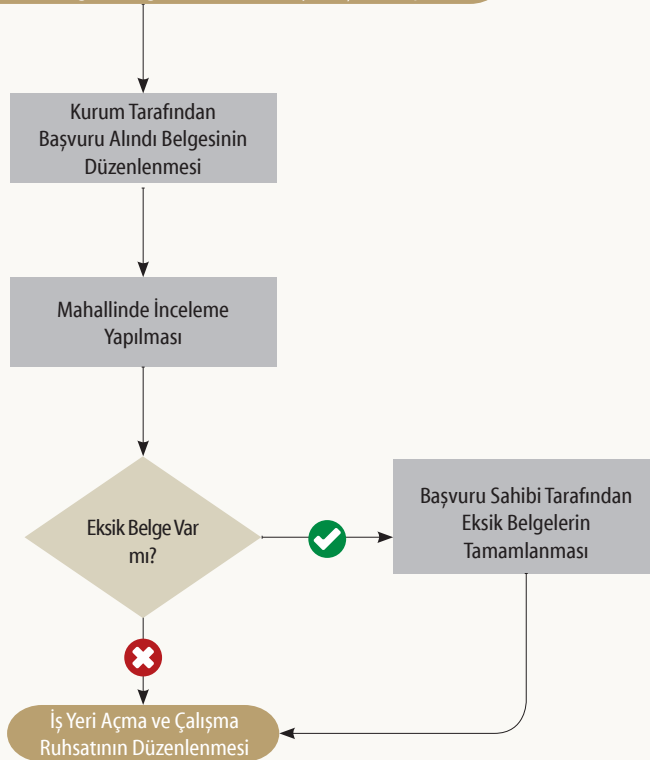 Kurum Tarafından
Başvuru Alındı Belgesinin
Düzenlenmesi
Mahallinde İnceleme
Yapılması
Eksik Belge Var
mı?
Başvuru Sahibi Tarafından
Eksik Belgelerin
Tamamlanması
İş Yeri Açma ve Çalışma
Ruhsatının Düzenlenmesi